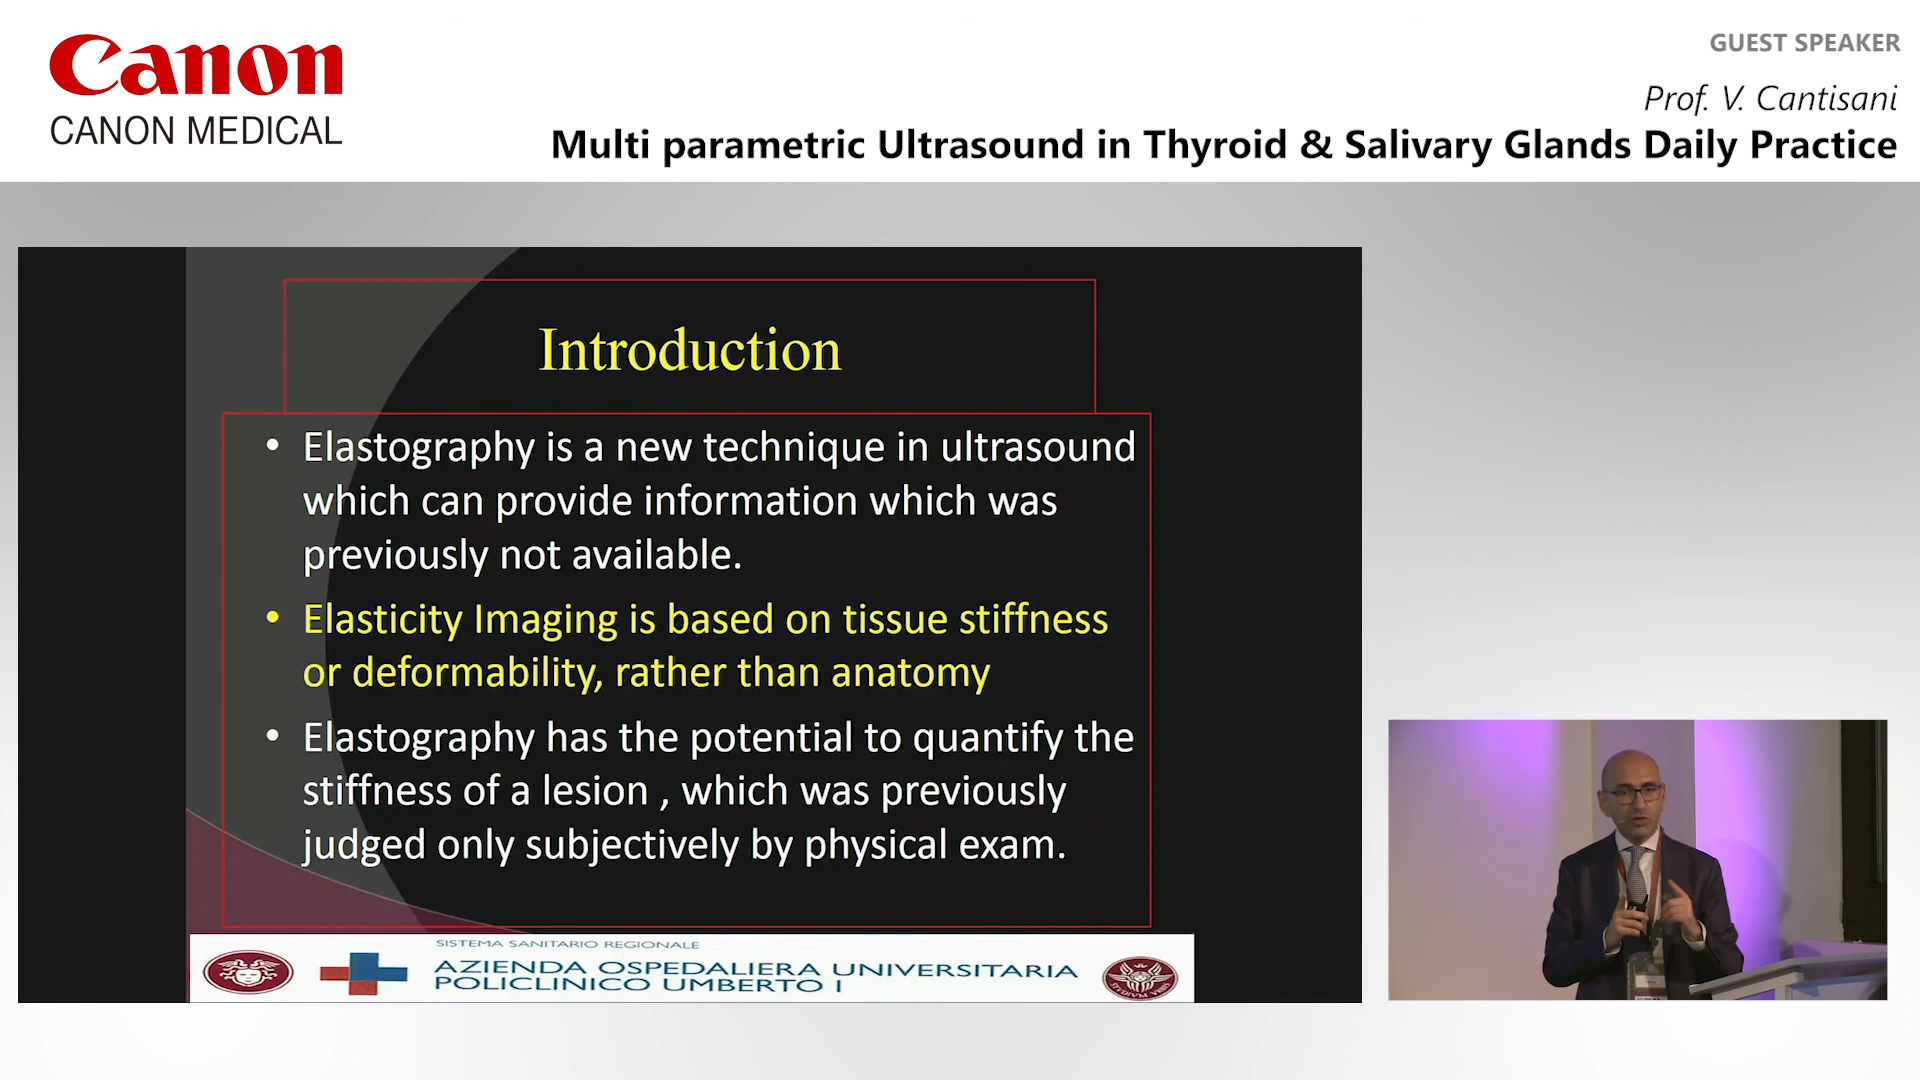 Canon
CANON MEDICAL
GUEST SPEAKER
Prof. V. Cantisani
Multi parametric Ultrasound in Thyroid & Salivary Glands Daily Practice
Introduction
• Elastography is a new technique in ultrasound
which can provide information which was
previously not available.
• Elasticity Imaging is based on tissue stiffness
or deformability, rather than anatomy
• Elastography has the potential to quantify the
stiffness of a lesion , which was previously
judged only subjectively by physical exam.
SISTEMA SANITARIO REGIONALE
AZIENDA OSPEDALIERA UNIVERSITARIA
POLICLINICO UMBERTO I
STUDIUM URBIS